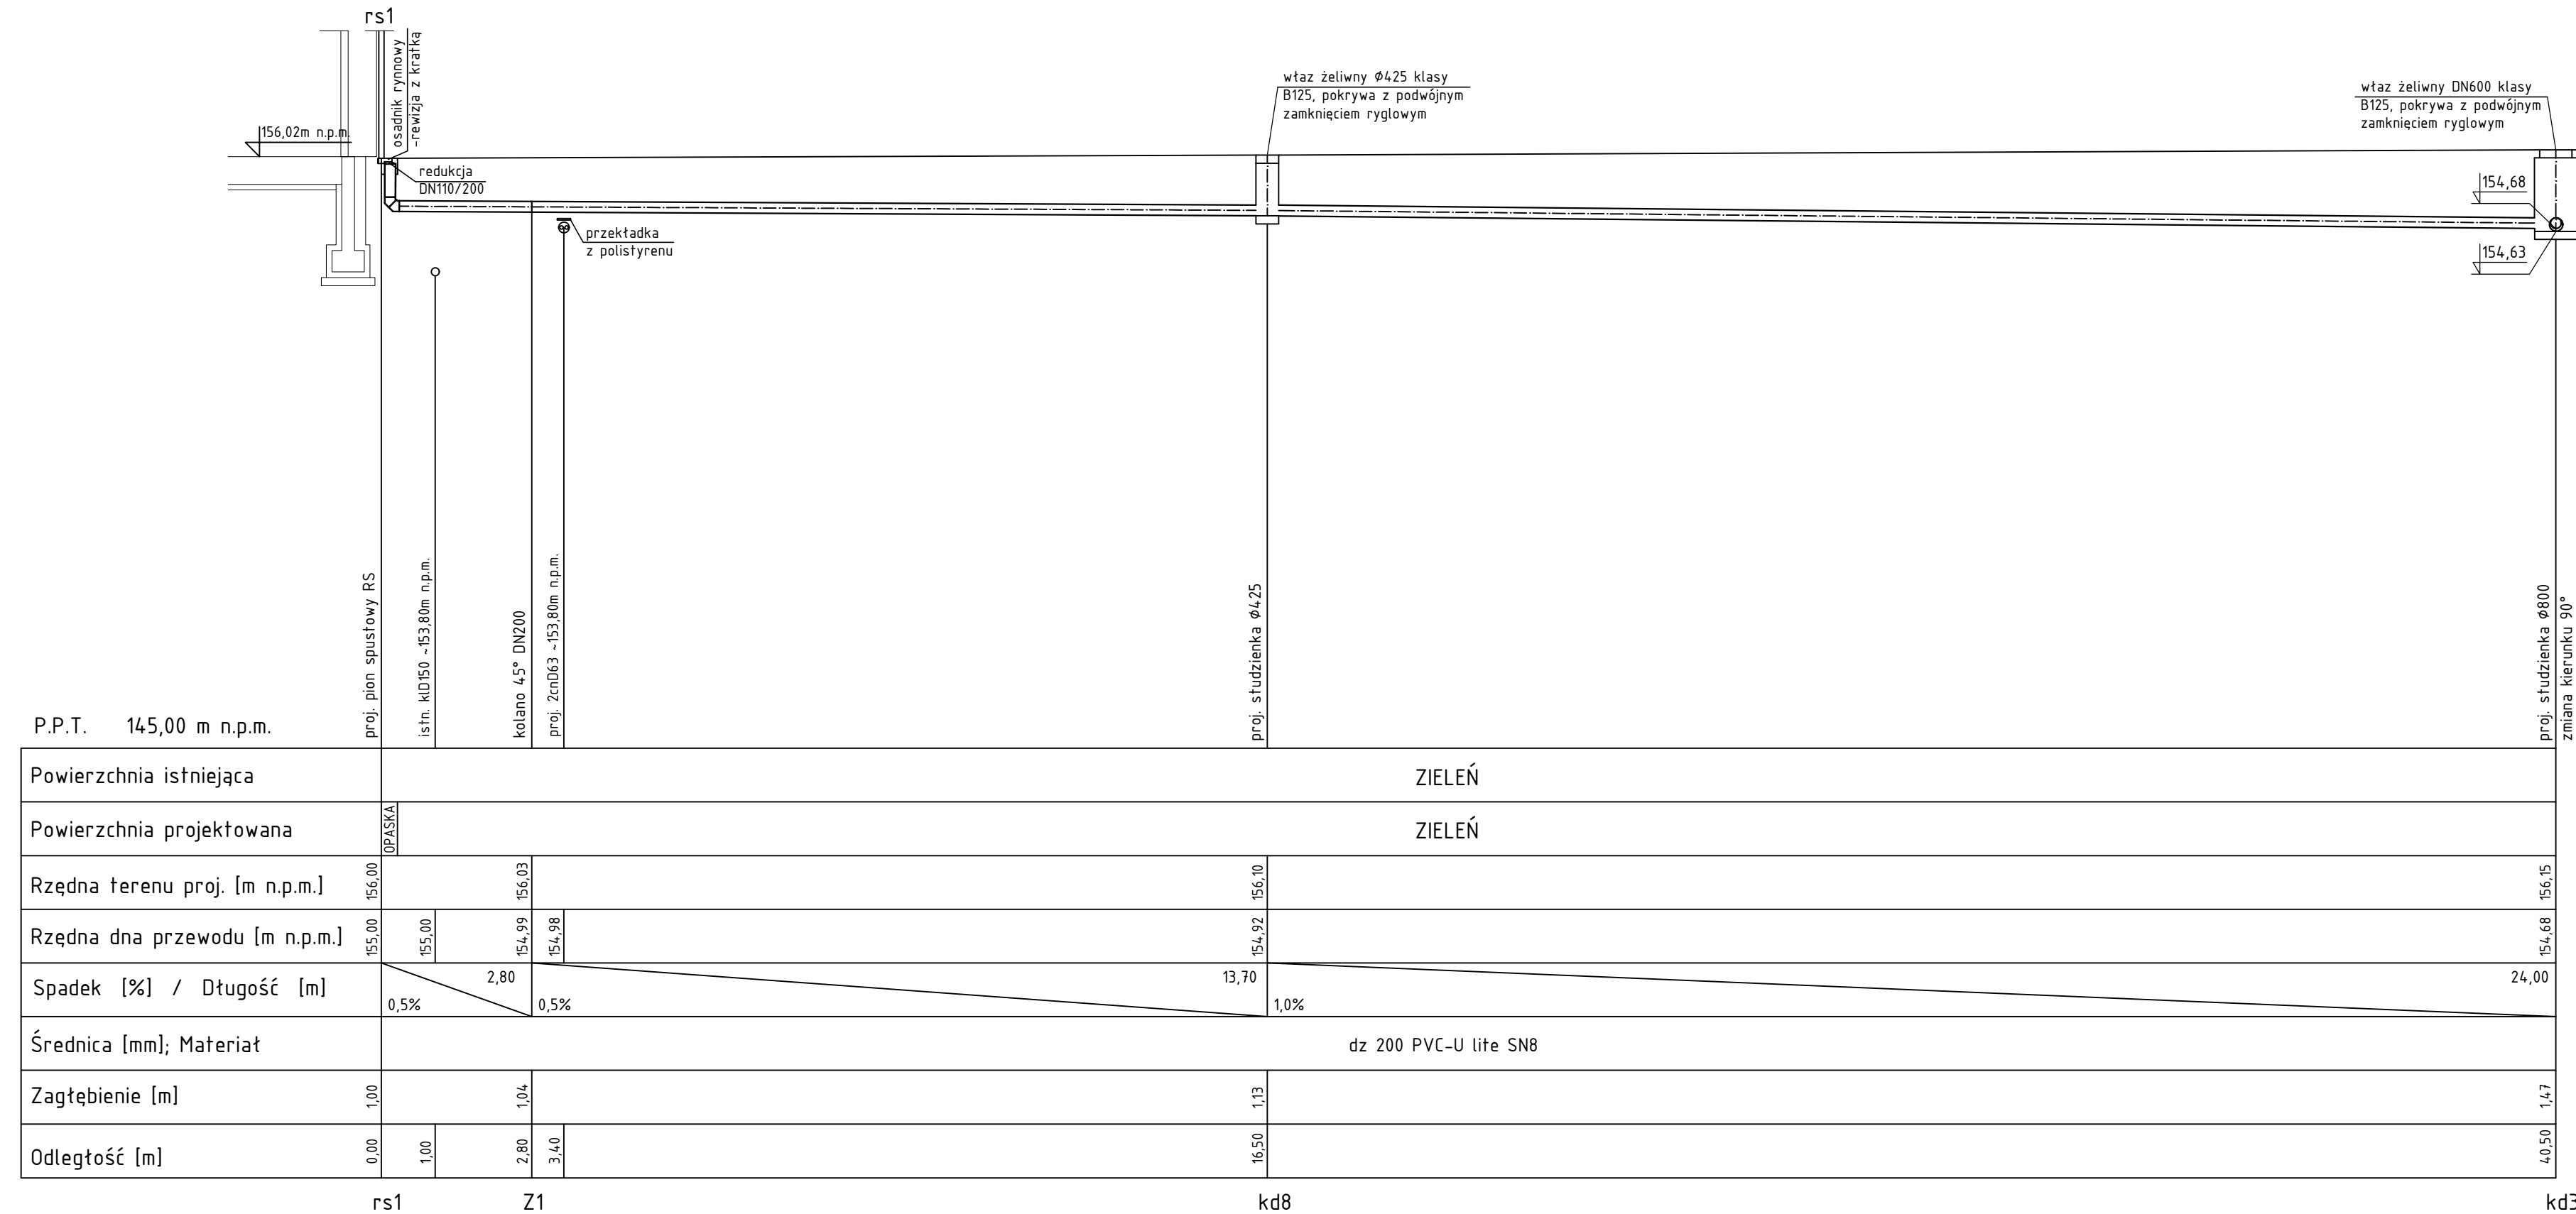 rs1
osadnik rynnowy
-rewizja z kratką
156,02m n.p.m.
redukcja
DN110/200
przekładka
z polistyrenu
właz żeliwny Ø425 klasy
B125, pokrywa z podwójnym
zamknięciem ryglowym
właz żeliwny DN600 klasy
B125, pokrywa z podwójnym
zamknięciem ryglowym
154,68
154,63
proj. pion spustowy RS
istn. klD150 ~153,80m n.p.m.
kolano 45° DN200
proj. 2cnD63 ~153,80m n.p.m.
proj. studzienka Ø425
proj. studzienka Ø800
zmiana kierunku 90°
P.P.T. 145,00 m n.p.m.
Powierzchnia istniejąca ZIELEŃ
Powierzchnia projektowana OPASKA ZIELEŃ
Rzędna terenu proj. [m n.p.m.] 156,00 156,03 156,10 156,15
Rzędna dna przewodu [m n.p.m.] 155,00 155,00 154,99 154,98 154,92 154,68
Spadek [%] / Długość [m] 0,5% 2,80 0,5% 13,70 1,0% 24,00
Średnica [mm]; Materiał dz 200 PVC-U lite SN8
Zagłębienie [m] 1,00 1,04 1,13 1,47
Odległość [m] 0,00 1,00 2,80 3,40 16,50 40,50
rs1 Z1 kd8 kd3